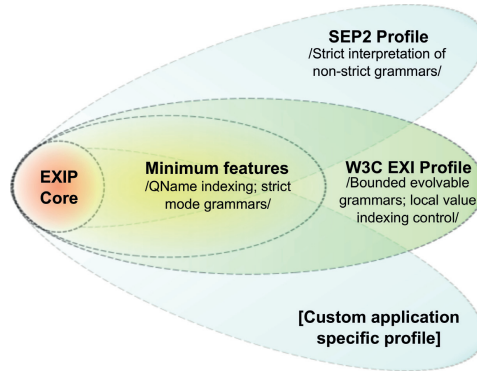 SEP2 Profile
/Strict interpretation of
non-strict grammars/
EXIP
Core
Minimum features
/QName indexing; strict
mode grammars/
W3C EXI Profile
/Bounded evolvable
grammars; local value
indexing control/
[Custom application
specific profile]